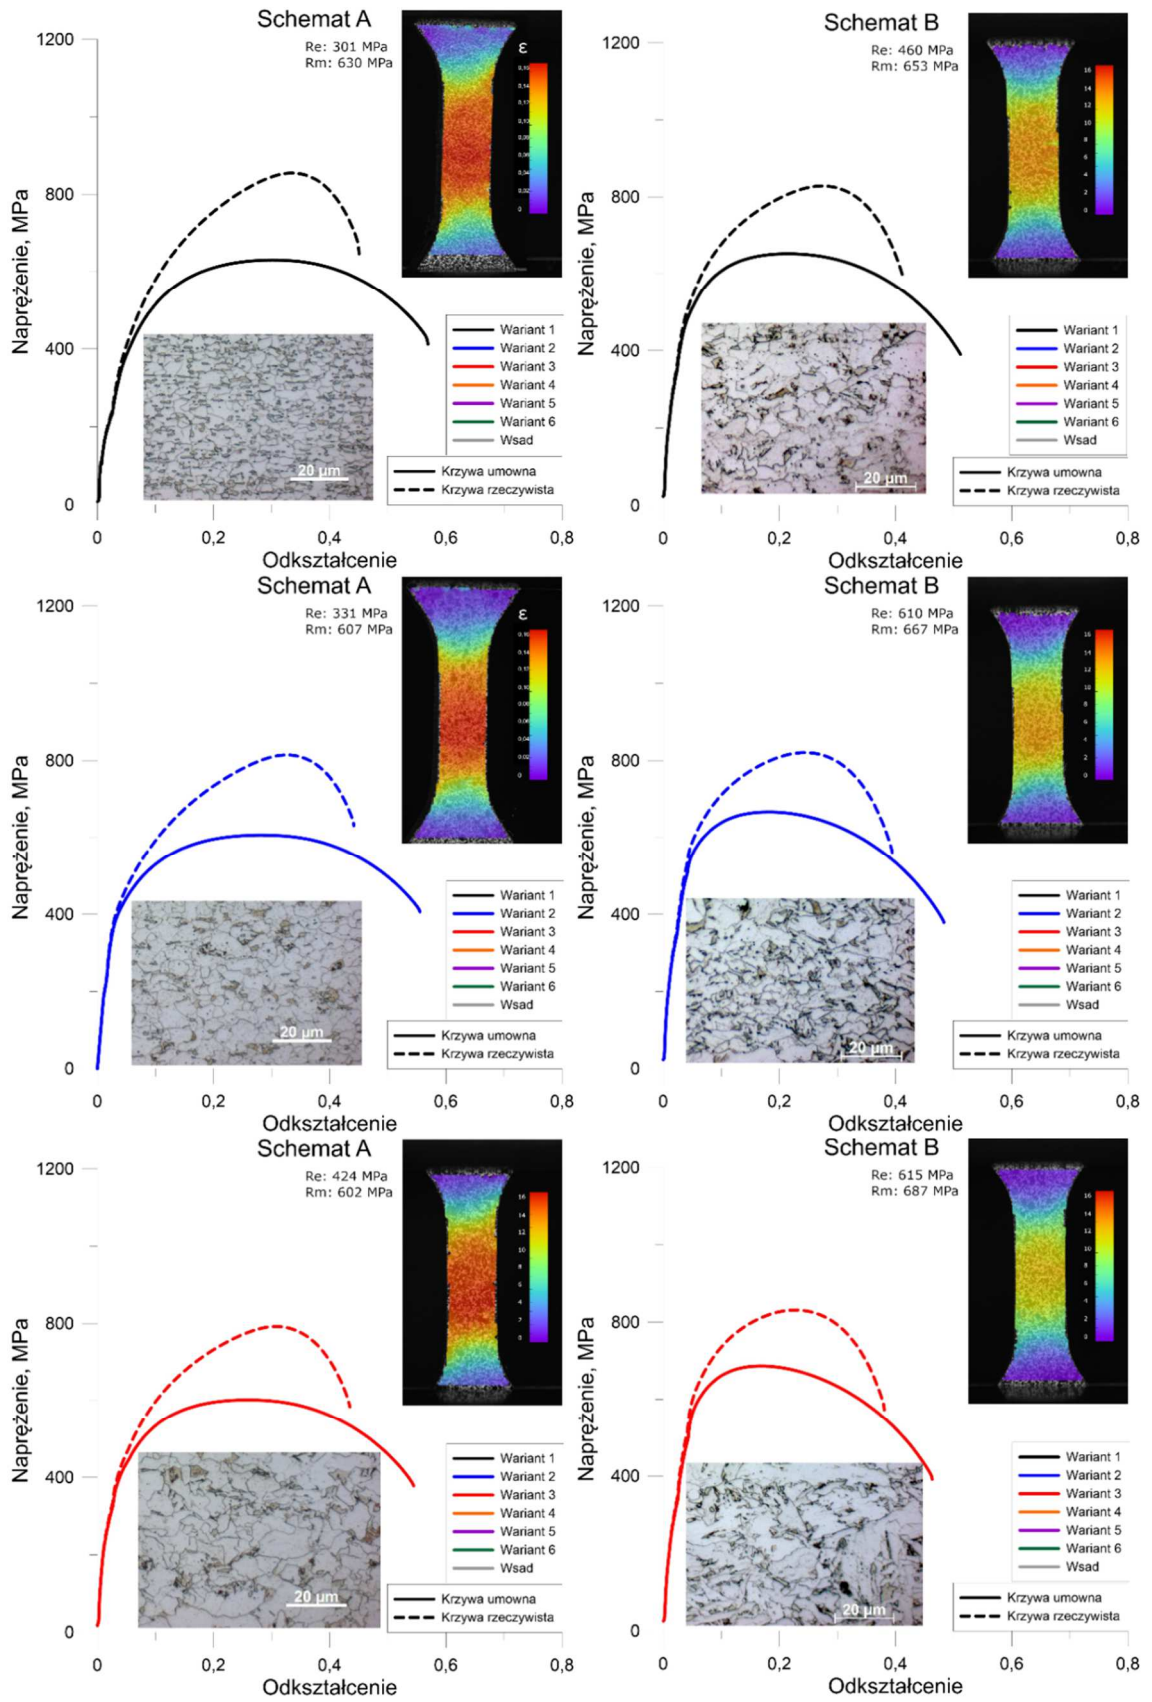 Schemat A
Re: 301 MPa
Rm: 630 MPa
ε
1200
800
400
0
Naprężenie, MPa
20 µm
Wariant 1
Wariant 2
Wariant 3
Wariant 4
Wariant 5
Wariant 6
Wsad
Krzywa umowna
Krzywa rzeczywista
0 0,2 0,4 0,6 0,8
Odkształcenie
Schemat B
Re: 460 MPa
Rm: 653 MPa
16
14
12
10
8
6
4
2
0
1200
800
400
0
Naprężenie, MPa
20 µm
Wariant 1
Wariant 2
Wariant 3
Wariant 4
Wariant 5
Wariant 6
Wsad
Krzywa umowna
Krzywa rzeczywista
0 0,2 0,4 0,6 0,8
Odkształcenie
Schemat A
Re: 331 MPa
Rm: 607 MPa
ε
1200
800
400
0
Naprężenie, MPa
20 µm
Wariant 1
Wariant 2
Wariant 3
Wariant 4
Wariant 5
Wariant 6
Wsad
Krzywa umowna
Krzywa rzeczywista
0 0,2 0,4 0,6 0,8
Odkształcenie
Schemat B
Re: 610 MPa
Rm: 667 MPa
16
14
12
10
8
6
4
2
0
1200
800
400
0
Naprężenie, MPa
20 µm
Wariant 1
Wariant 2
Wariant 3
Wariant 4
Wariant 5
Wariant 6
Wsad
Krzywa umowna
Krzywa rzeczywista
0 0,2 0,4 0,6 0,8
Odkształcenie
Schemat A
Re: 424 MPa
Rm: 602 MPa
16
14
12
10
1200
800
400
0
Naprężenie, MPa
20 µm
Wariant 1
Wariant 2
Wariant 3
Wariant 4
Wariant 5
Wariant 6
Wsad
Krzywa umowna
Krzywa rzeczywista
0 0,2 0,4 0,6 0,8
Odkształcenie
Schemat B
Re: 615 MPa
Rm: 687 MPa
16
14
12
10
8
6
4
2
0
1200
800
400
0
Naprężenie, MPa
20 µm
Wariant 1
Wariant 2
Wariant 3
Wariant 4
Wariant 5
Wariant 6
Wsad
Krzywa umowna
Krzywa rzeczywista
0 0,2 0,4 0,6 0,8
Odkształcenie